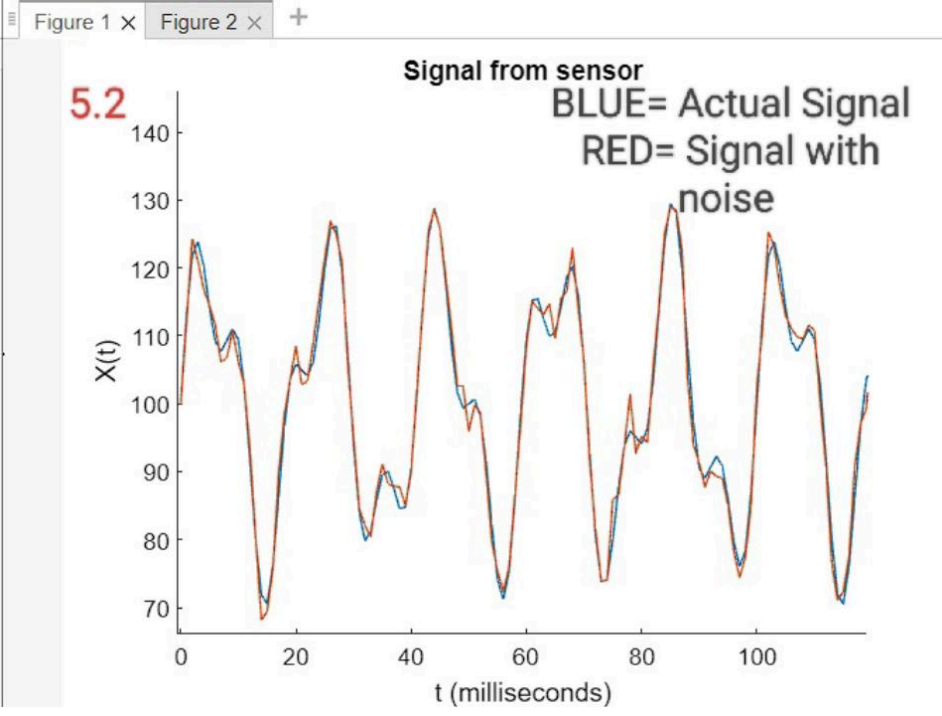 Figure 1 × Figure 2 × +
Signal from sensor
5.2
BLUE= Actual Signal
RED= Signal with
noise
140
130
120
110
100
90
80
70
X(t)
0 20 40 60 80 100
t (milliseconds)